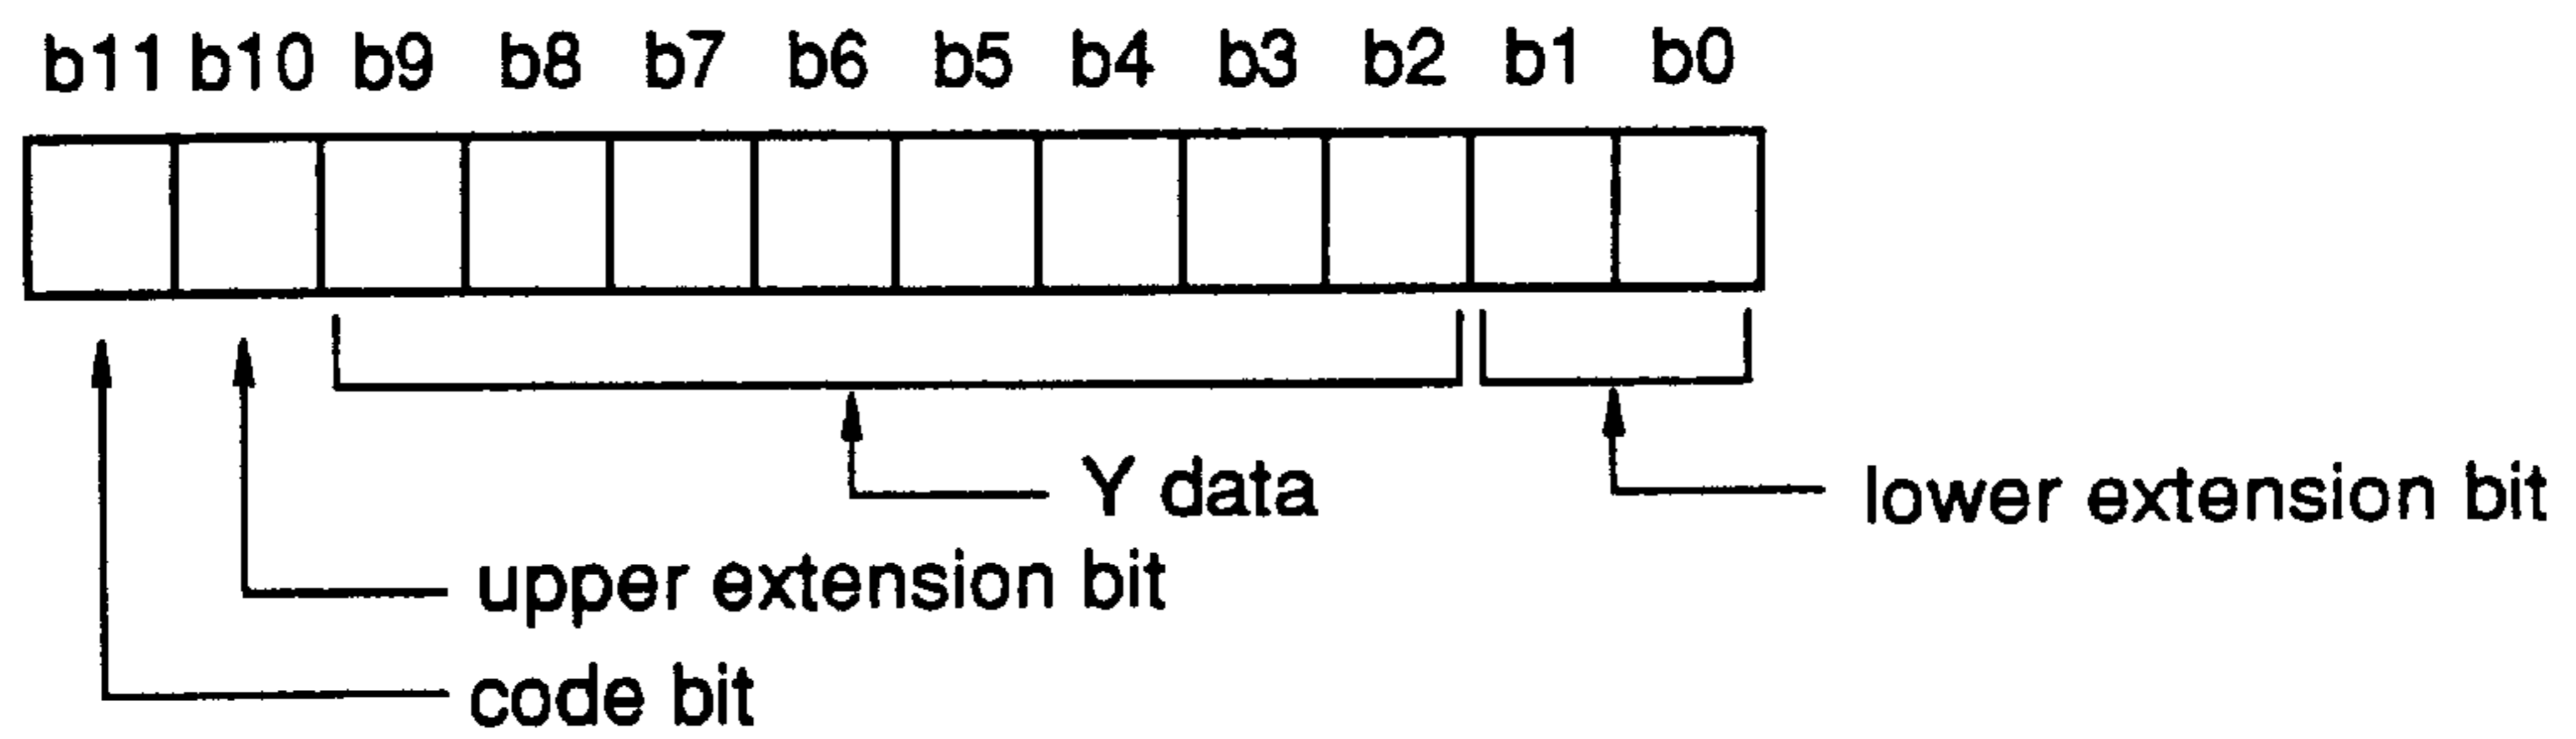 b11 b10 b9 b8 b7 b6 b5 b4 b3 b2 b1 b0
Y data
lower extension bit
upper extension bit
code bit